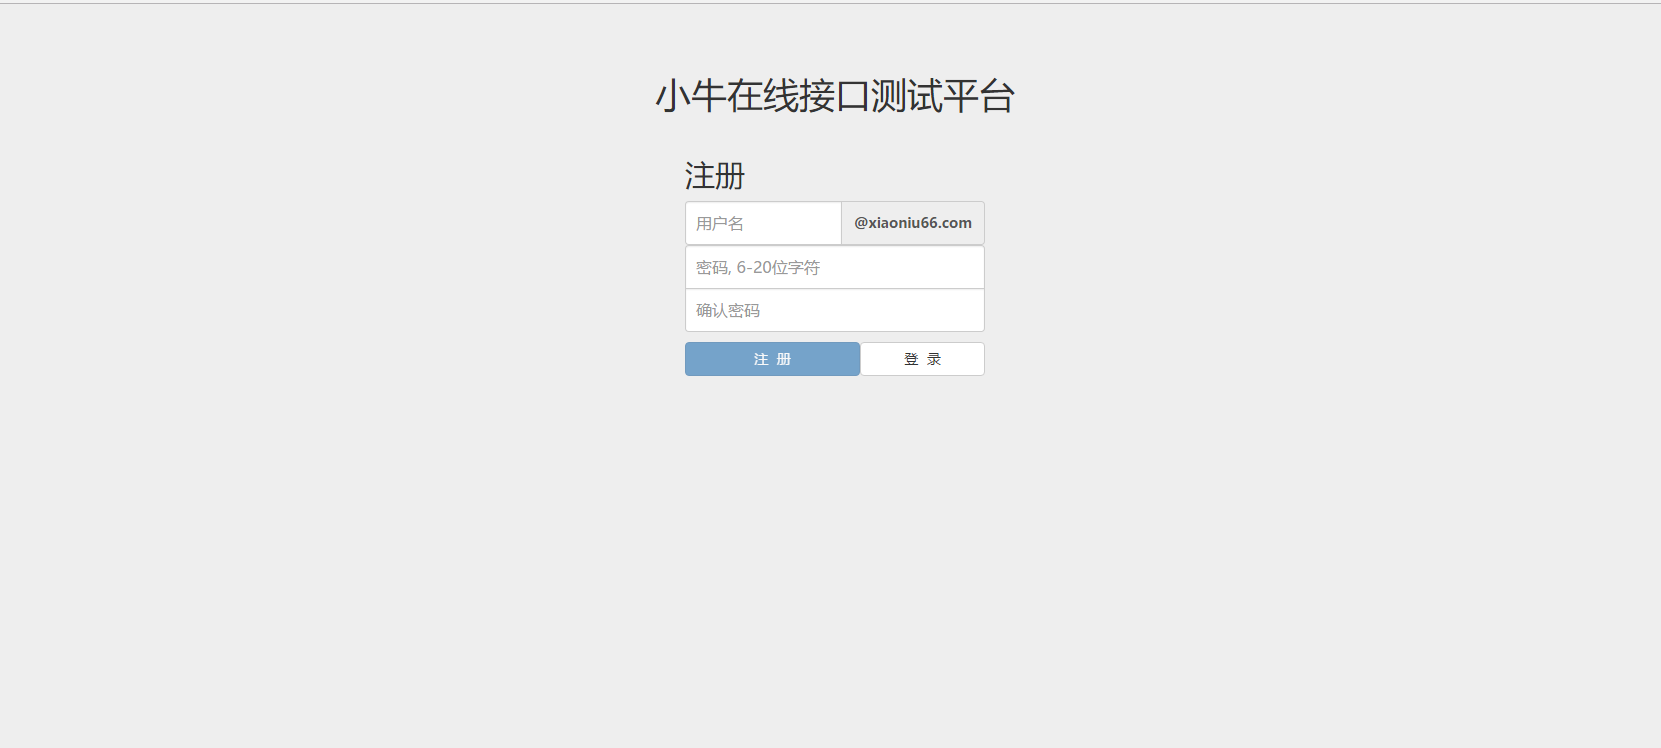 小牛在线接口测试平台
注册
用户名 @xiaoniu66.com
密码, 6-20位字符
确认密码
注 册 登 录